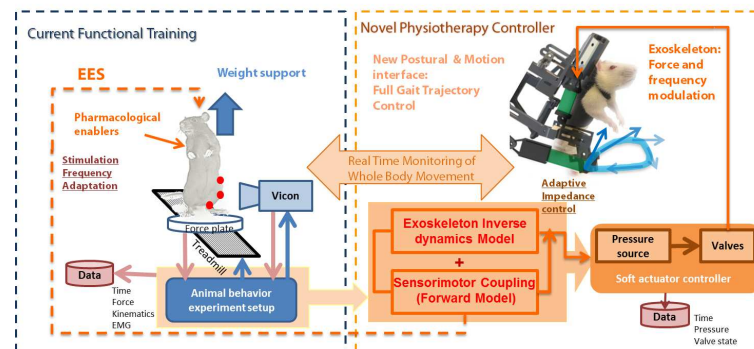 Current Functional Training
EES
Weight support
Pharmacological
enablers
Stimulation
Frequency
Adaptation
Vicon
Force plate
Treadmill
Data
Time
Force
Kinematics
EMG
Animal behavior
experiment setup
Novel Physiotherapy Controller
New Postural & Motion
interface:
Full Gait Trajectory
Control
Exoskeleton:
Force and
frequency
modulation
Real Time Monitoring of
Whole Body Movement
Adaptive
Impedance
control
Exoskeleton Inverse
dynamics Model
+
Sensorimotor Coupling
(Forward Model)
Pressure
source
Valves
Soft actuator controller
Data
Time
Pressure
Valve state